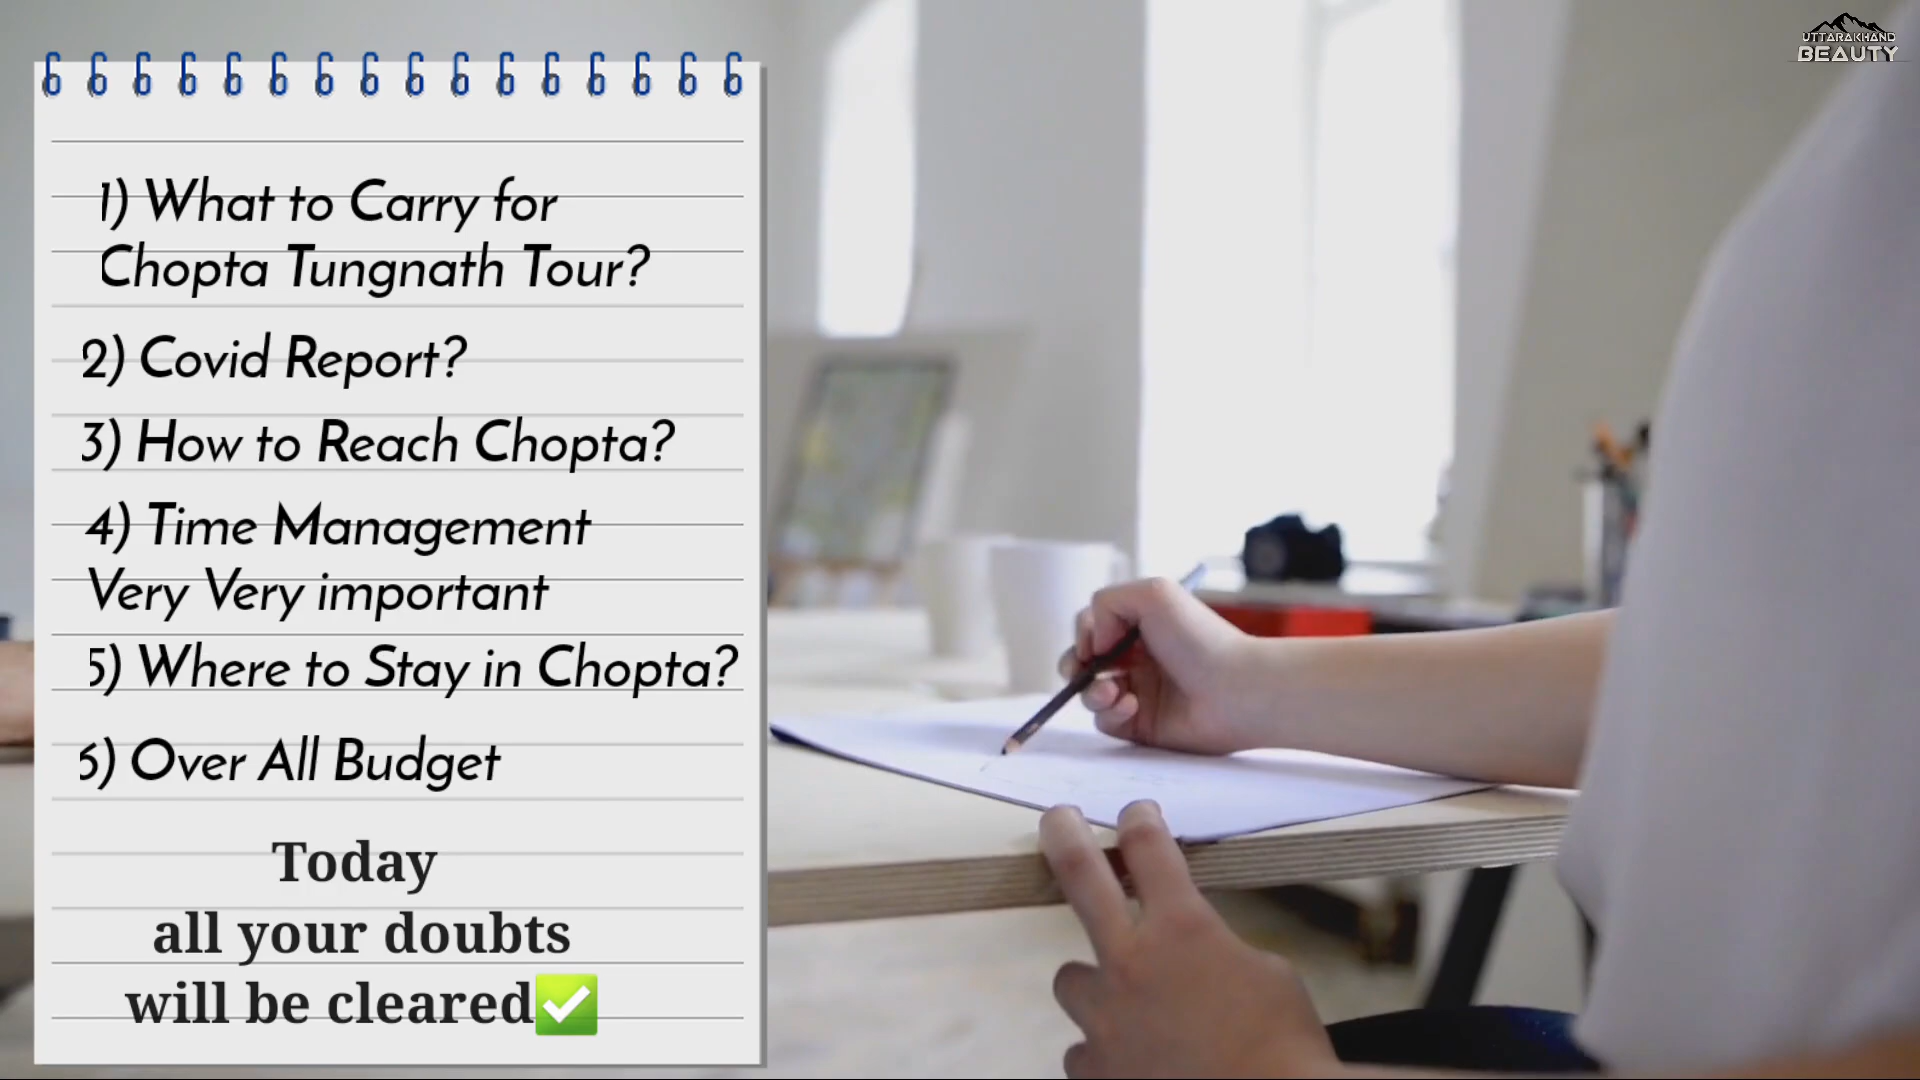 UTTARAKHAND
BEAUTY
1) What to Carry for
Chopta Tungnath Tour?
2) Covid Report?
3) How to Reach Chopta?
4) Time Management
Very Very important
5) Where to Stay in Chopta?
6) Over All Budget
Today
all your doubts
will be cleared✅